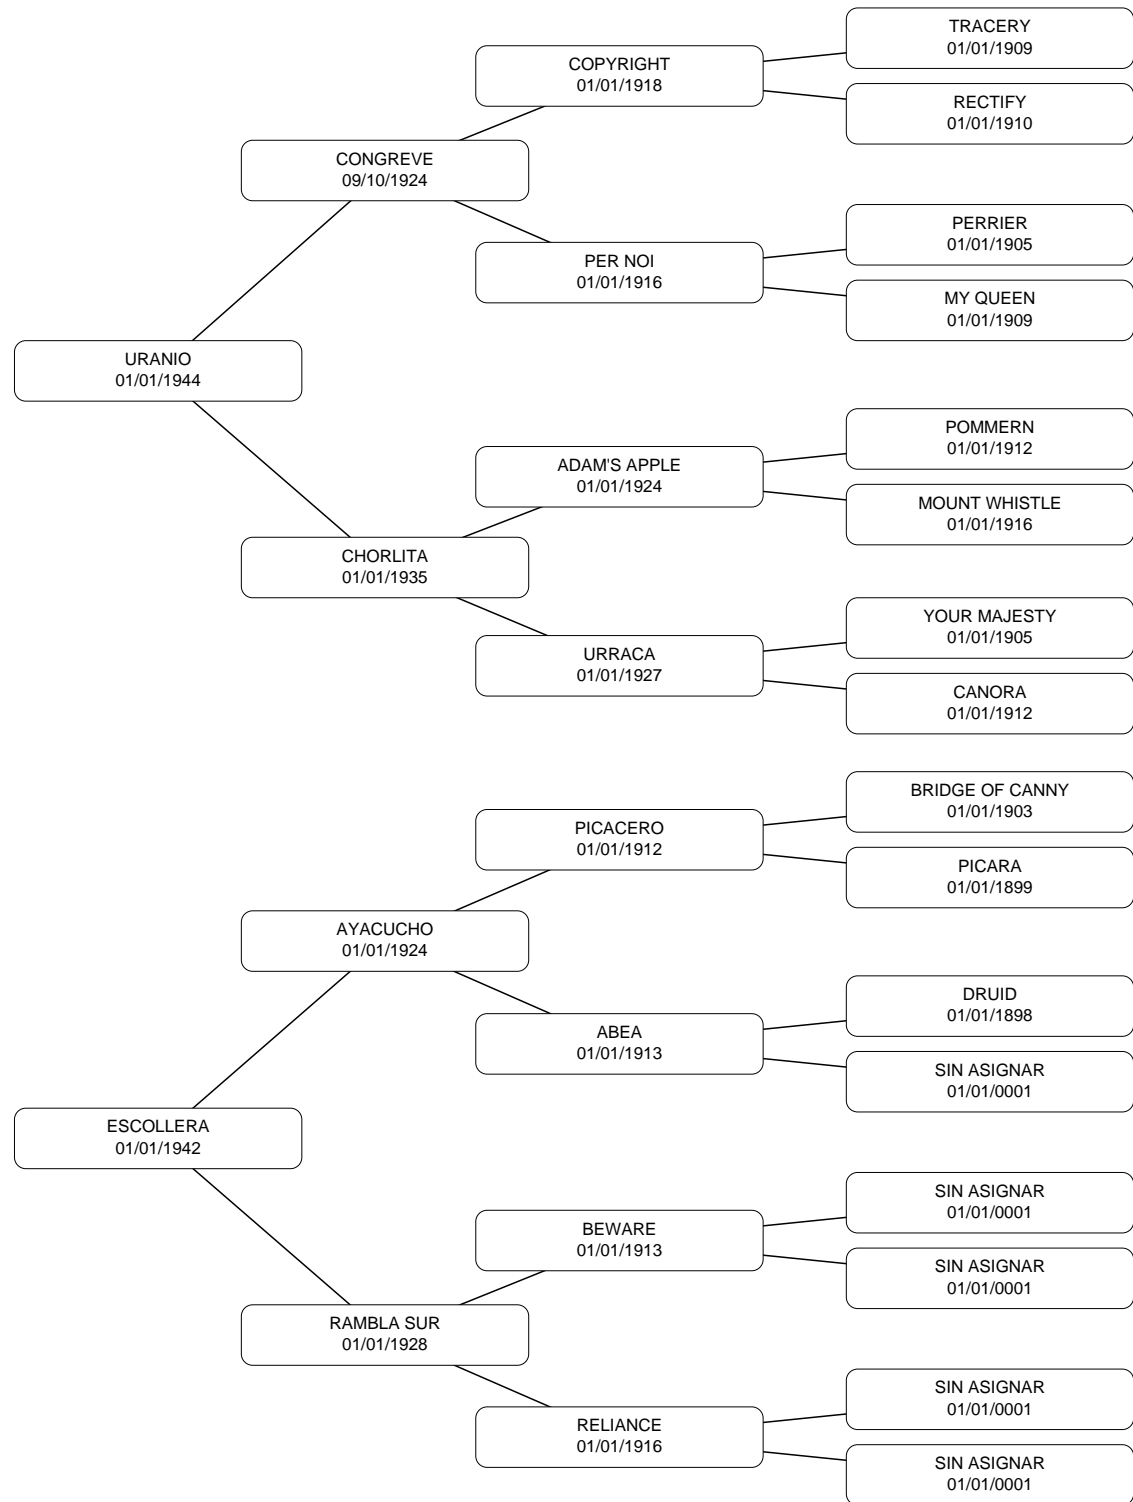 TRACERY
01/01/1909
COPYRIGHT
01/01/1918
RECTIFY
01/01/1910
CONGREVE
09/10/1924
PERRIER
01/01/1905
PER NOI
01/01/1916
MY QUEEN
01/01/1909
URANIO
01/01/1944
POMMERN
01/01/1912
ADAM'S APPLE
01/01/1924
MOUNT WHISTLE
01/01/1916
CHORLITA
01/01/1935
YOUR MAJESTY
01/01/1905
URRACA
01/01/1927
CANORA
01/01/1912
BRIDGE OF CANNY
01/01/1903
PICACERO
01/01/1912
PICARA
01/01/1899
AYACUCHO
01/01/1924
DRUID
01/01/1898
ABEA
01/01/1913
SIN ASIGNAR
01/01/0001
ESCOLLERA
01/01/1942
SIN ASIGNAR
01/01/0001
BEWARE
01/01/1913
SIN ASIGNAR
01/01/0001
RAMBLA SUR
01/01/1928
SIN ASIGNAR
01/01/0001
RELIANCE
01/01/1916
SIN ASIGNAR
01/01/0001